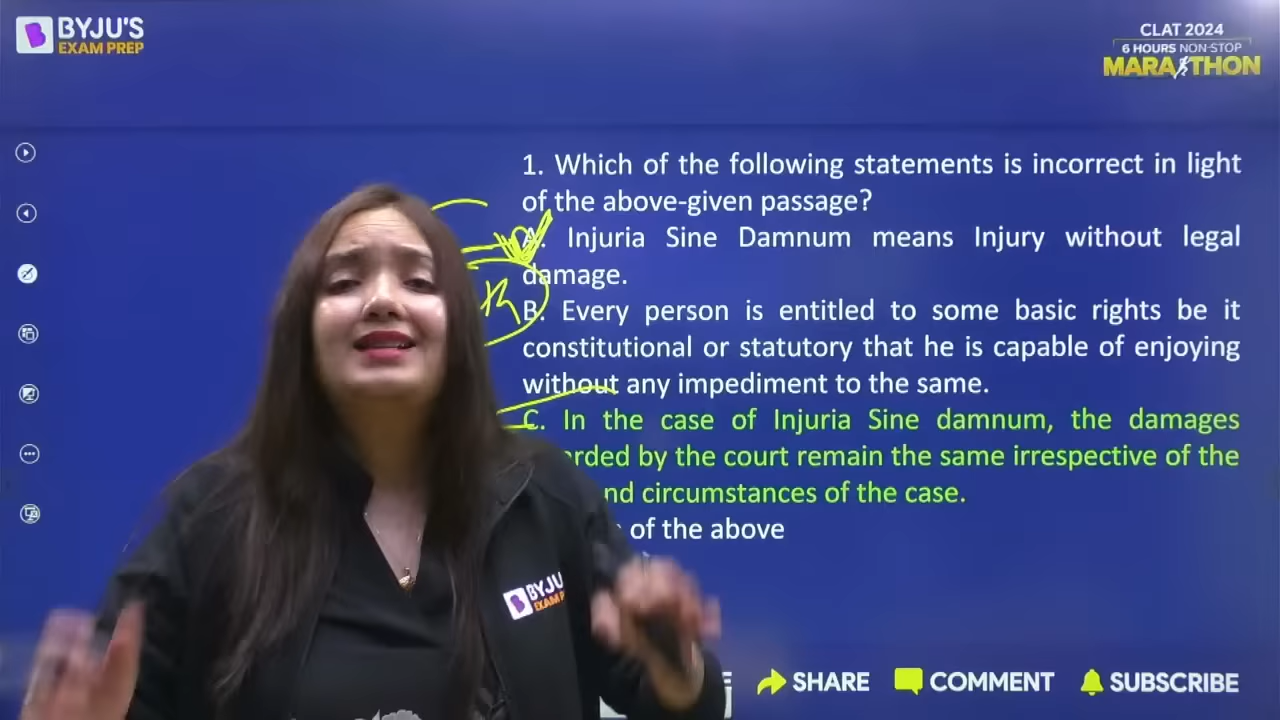 BYJU'S
EXAM PREP
CLAT 2024
6 HOURS NON-STOP
MARATHON
1. Which of the following statements is incorrect in light
of the above-given passage?
A. Injuria Sine Damnum means Injury without legal
damage.
B. Every person is entitled to some basic rights be it
constitutional or statutory that he is capable of enjoying
without any impediment to the same.
C. In the case of Injuria Sine damnum, the damages
by the court remain the same irrespective of the
circumstances of the case.
of the above
BYJU
EXAM P
SHARE
COMMENT
SUBSCRIBE